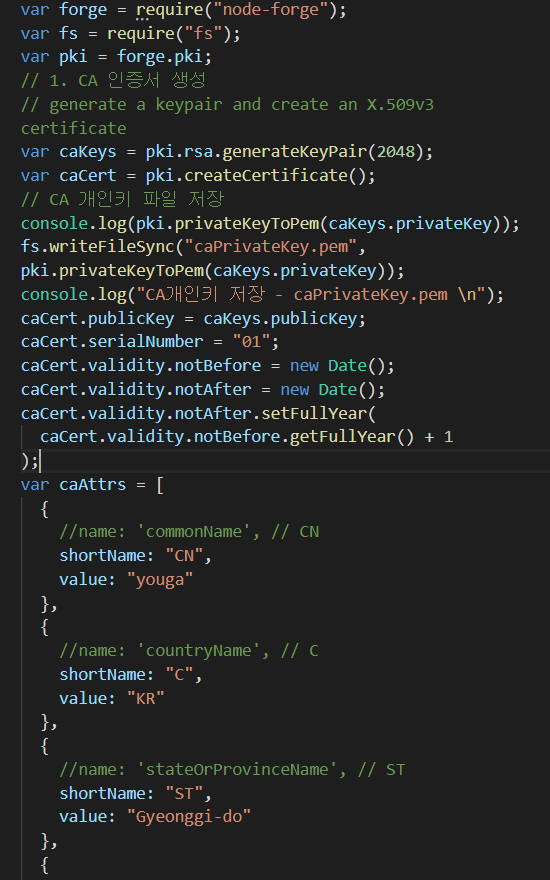 var forge = require("node-forge");
var fs = require("fs");
var pki = forge.pki;
// 1. CA 인증서 생성
// generate a keypair and create an X.509v3
certificate
var caKeys = pki.rsa.generateKeyPair(2048);
var caCert = pki.createCertificate();
// CA 개인키 파일 저장
console.log(pki.privateKeyToPem(caKeys.privateKey));
fs.writeFileSync("caPrivateKey.pem",
pki.privateKeyToPem(caKeys.privateKey));
console.log("CA개인키 저장 - caPrivateKey.pem \n");
caCert.publicKey = caKeys.publicKey;
caCert.serialNumber = "01";
caCert.validity.notBefore = new Date();
caCert.validity.notAfter = new Date();
caCert.validity.notAfter.setFullYear(
  caCert.validity.notBefore.getFullYear() + 1
);
var caAttrs = [
  {
    //name: 'commonName', // CN
    shortName: "CN",
    value: "youga"
  },
  {
    //name: 'countryName', // C
    shortName: "C",
    value: "KR"
  },
  {
    //name: 'stateOrProvinceName', // ST
    shortName: "ST",
    value: "Gyeonggi-do"
  },
  {